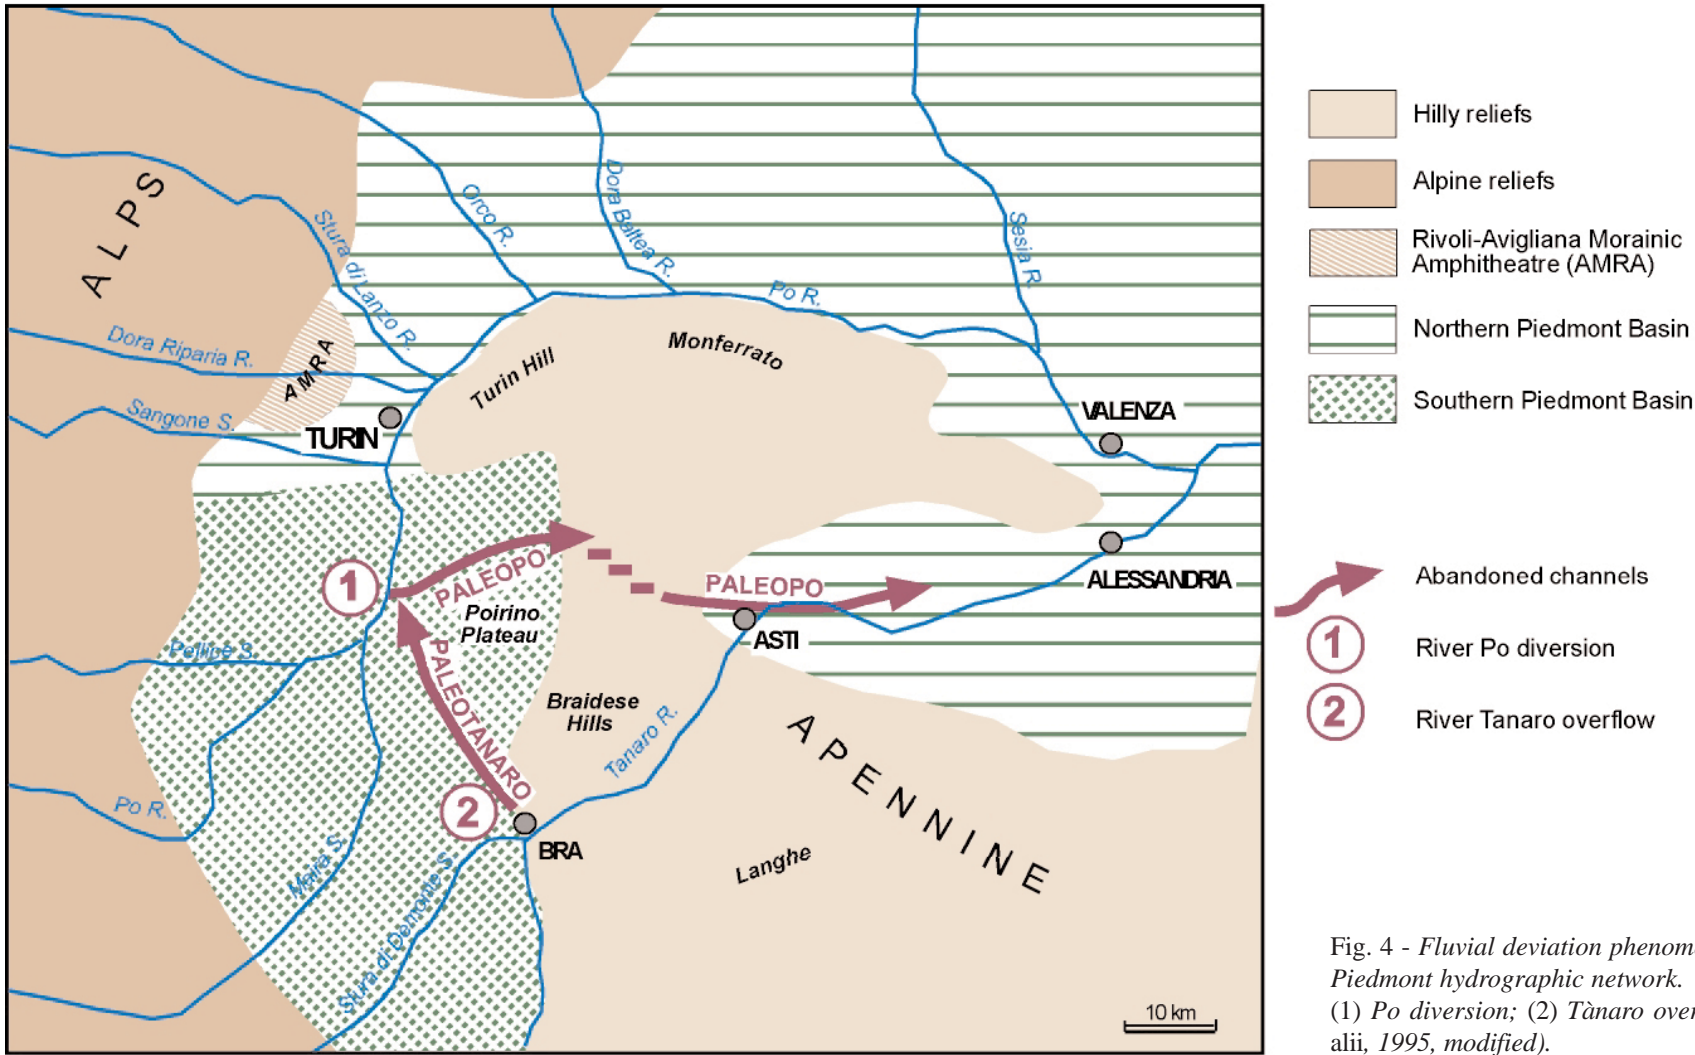 ALPS
Stura di Lanzo R.
Orco R.
Dora Baltea R.
Sesia R.
Po R.
Dora Riparia R.
AMRA
Sangone S.
TURIN
Turin Hill
Monferrato
VALENZA
1
PALEOPO
PALEOPO
ALESSANDRIA
Poirino
Plateau
ASTI
Pellice S.
PALEOTANARO
Braidese
Hills
Tanaro R.
APENNINE
Po R.
2
BRA
Maira S.
Stura di Demonte S.
Langhe
10 km
Hilly reliefs
Alpine reliefs
Rivoli-Avigliana Morainic
Amphitheatre (AMRA)
Northern Piedmont Basin
Southern Piedmont Basin
Abandoned channels
1
River Po diversion
2
River Tanaro overflow
Fig. 4 - Fluvial deviation phenom
Piedmont hydrographic network.
(1) Po diversion; (2) Tànaro over
alii, 1995, modified).